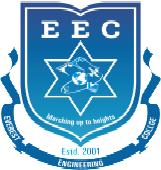 EEC
Marching up to heights
Estd. 2001
EVEREST
ENGINEERING
COLLEGE